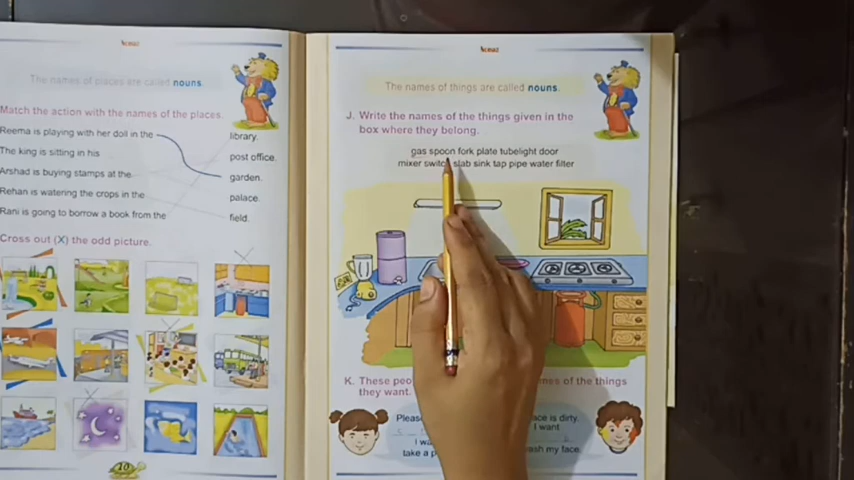 The names of places are called nouns.
Match the action with the names of the places.
Reema is playing with her doll in the
library.
The king is sitting in his
post office.
Arshad is buying stamps at the
garden.
Rehan is watering the crops in the
palace.
Rani is going to borrow a book from the
field.
Cross out (X) the odd picture.
10
The names of things are called nouns.
J. Write the names of the things given in the
box where they belong.
gas spoon fork plate tubelight door
mixer switch slab sink tap pipe water filter
K. These
mes of the things
they want.
ace is dirty.
I want
I wa
take a
ash my face.